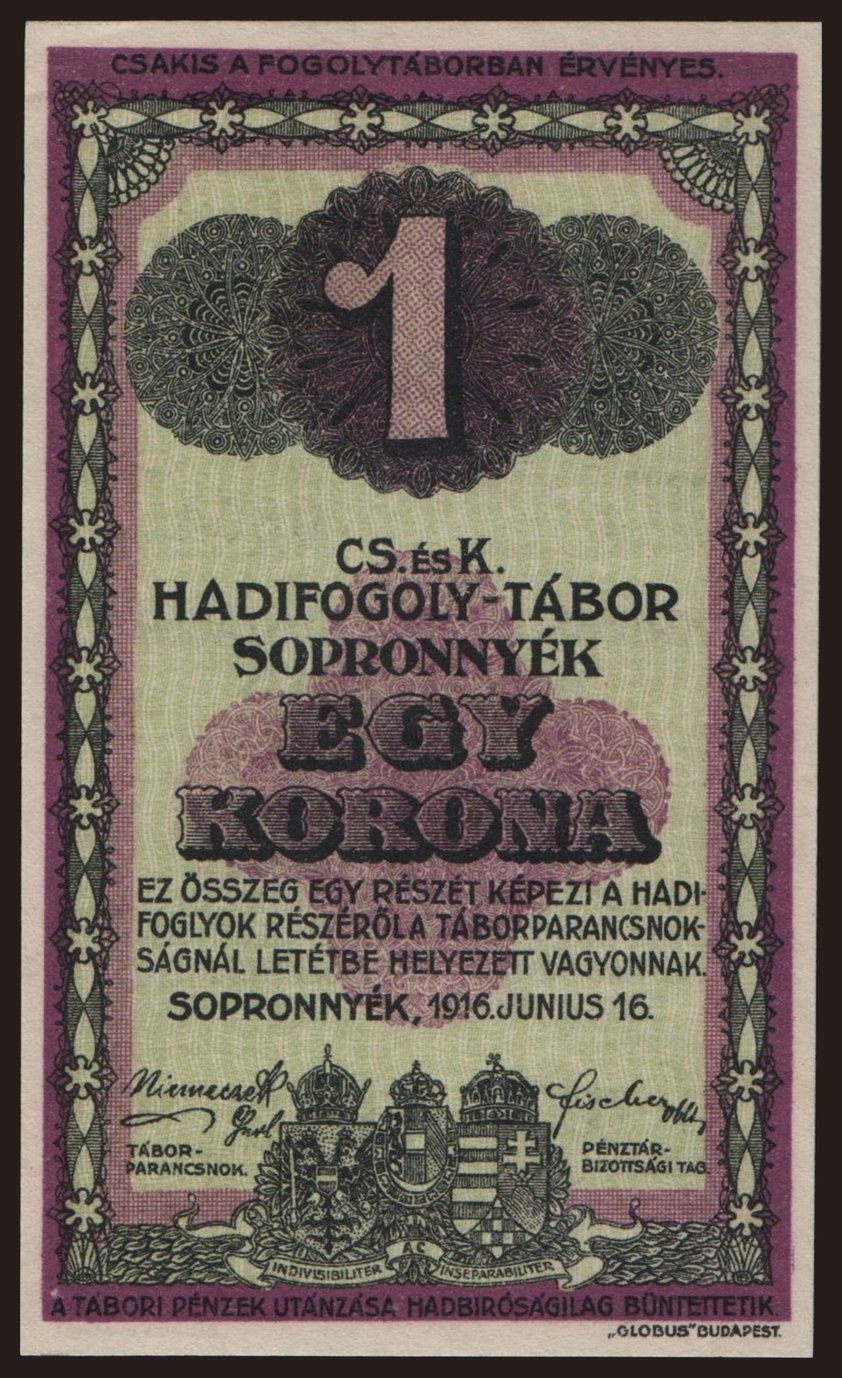 CSAKIS A FOGOLYTÁBORBAN ÉRVÉNYES.
1
CS. ÉS K.
HADIFOGOLY-TÁBOR
SOPRONNYÉK
EGY
KORONA
EZ ÖSSZEG EGY RÉSZÉT KÉPEZI A HADI-
FOGLYOK RÉSZÉRŐL A TÁBORPARANCSNOK-
SÁGNÁL LETÉTBE HELYEZETT VAGYONNAK.
SOPRONNYÉK, 1916. JUNIUS 16.
Niemeczek
Fischer
TÁBOR-
PARANCSNOK.
PÉNZTÁR-
BIZOTTSÁGI TAG.
INDIVISIBILITER AC INSEPARABILITER
A TÁBORI PÉNZEK UTÁNZÁSA HADBIRÓSÁGILAG BÜNTETTETIK.
„GLOBUS" BUDAPEST.